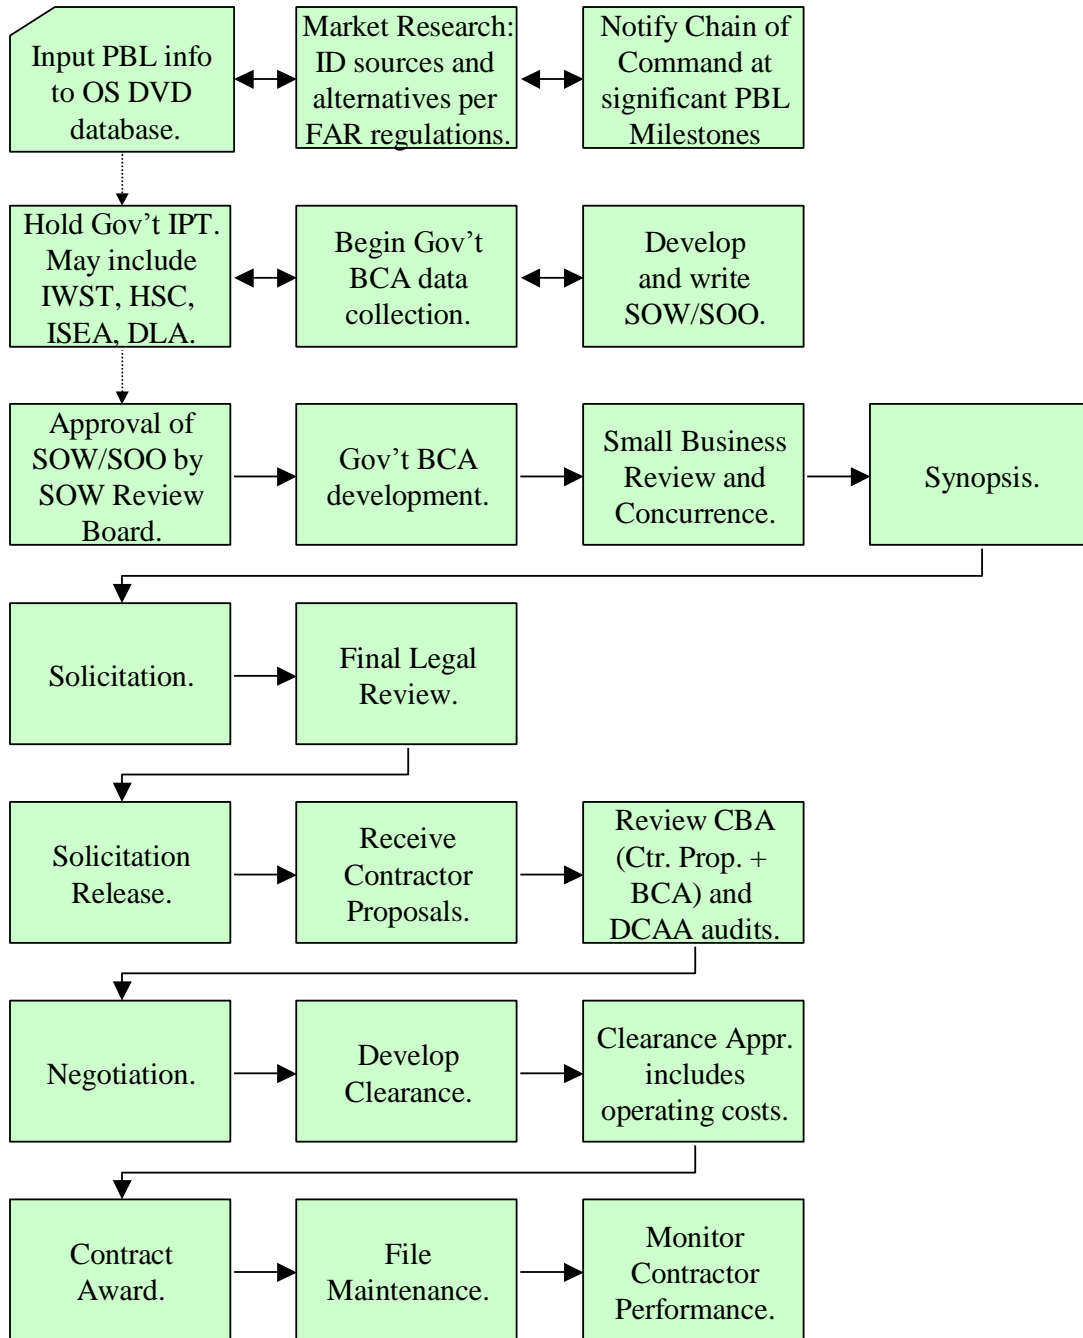 Input PBL info
to OS DVD
database.
Market Research:
ID sources and
alternatives per
FAR regulations.
Notify Chain of
Command at
significant PBL
Milestones
Hold Gov’t IPT.
May include
IWST, HSC,
ISEA, DLA.
Begin Gov’t
BCA data
collection.
Develop
and write
SOW/SOO.
Approval of
SOW/SOO by
SOW Review
Board.
Gov’t BCA
development.
Small Business
Review and
Concurrence.
Synopsis.
Solicitation.
Final Legal
Review.
Solicitation
Release.
Receive
Contractor
Proposals.
Review CBA
(Ctr. Prop. +
BCA) and
DCAA audits.
Negotiation.
Develop
Clearance.
Clearance Appr.
includes
operating costs.
Contract
Award.
File
Maintenance.
Monitor
Contractor
Performance.